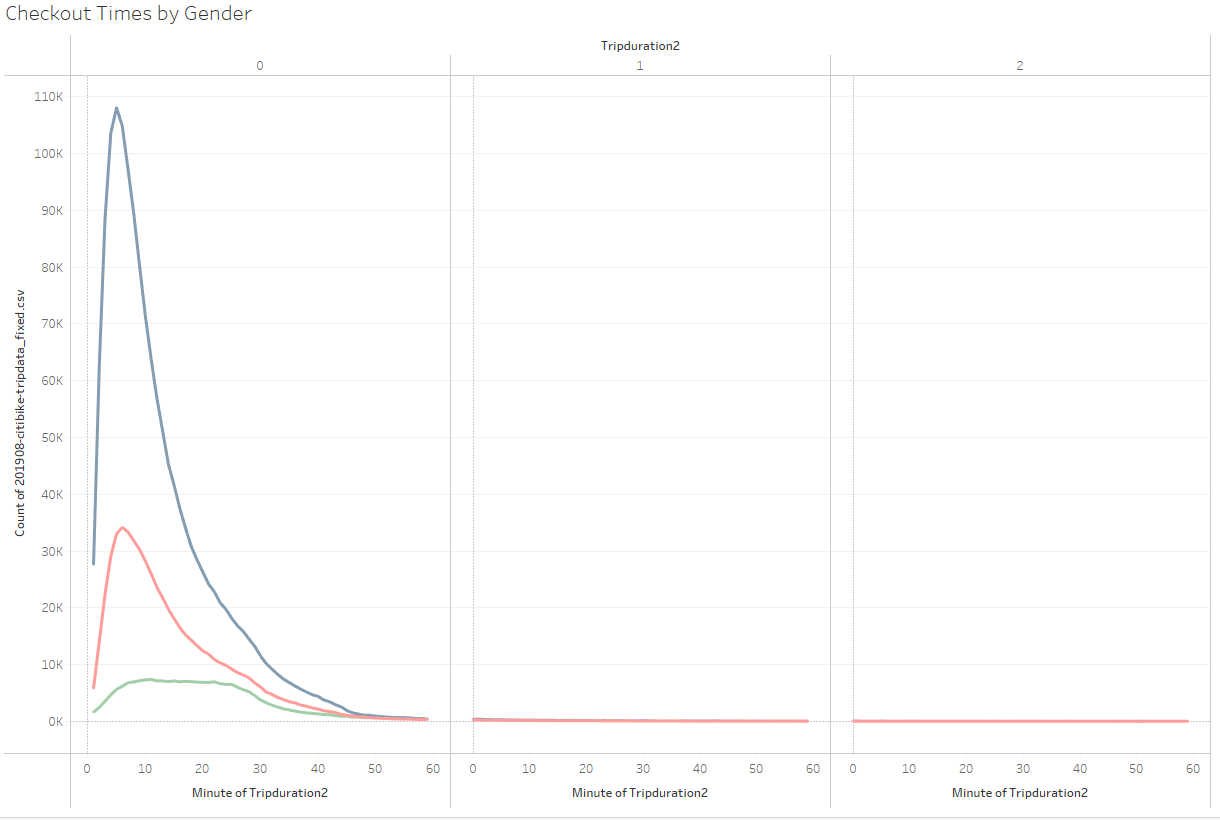 Checkout Times by Gender
Tripduration2
0 1 2
Count of 201908-citibike-tripdata_fixed.csv
110K
100K
90K
80K
70K
60K
50K
40K
30K
20K
10K
0K
0 10 20 30 40 50 60 0 10 20 30 40 50 60 0 10 20 30 40 50 60
Minute of Tripduration2 Minute of Tripduration2 Minute of Tripduration2